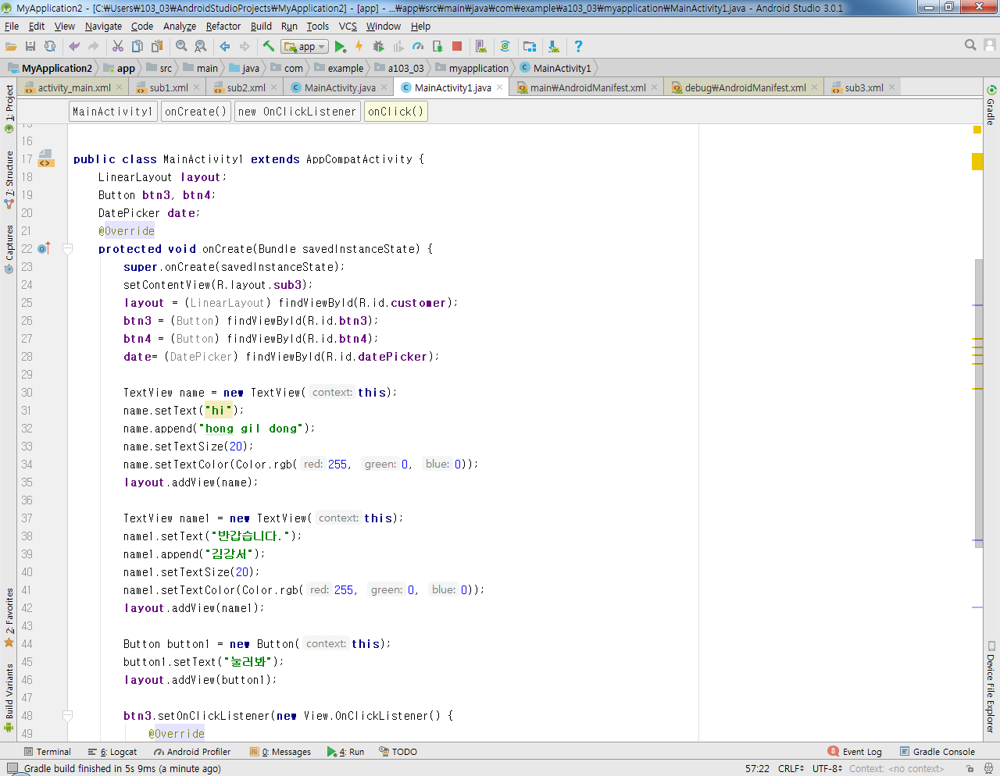 MyApplication2 - [C:₩Users₩103_03₩AndroidStudioProjects₩MyApplication2] - [app] - ...₩app₩src₩main₩java₩com₩example₩a103_03₩myapplication₩MainActivity1.java - Android Studio 3.0.1
File Edit View Navigate Code Analyze Refactor Build Run Tools VCS Window Help
app
MyApplication2 app src main java com example a103_03 myapplication MainActivity1
activity_main.xml sub1.xml sub2.xml MainActivity.java MainActivity1.java main₩AndroidManifest.xml debug₩AndroidManifest.xml sub3.xml
MainActivity1 onCreate() new OnClickListener onClick()
1: Project
7: Structure
Captures
2: Favorites
Build Variants
Gradle
Device File Explorer
15
16
17 public class MainActivity1 extends AppCompatActivity {
18 LinearLayout layout;
19 Button btn3, btn4;
20 DatePicker date;
21 @Override
22 protected void onCreate(Bundle savedInstanceState) {
23 super.onCreate(savedInstanceState);
24 setContentView(R.layout.sub3);
25 layout = (LinearLayout) findViewById(R.id.customer);
26 btn3 = (Button) findViewById(R.id.btn3);
27 btn4 = (Button) findViewById(R.id.btn4);
28 date= (DatePicker) findViewById(R.id.datePicker);
29
30 TextView name = new TextView( context: this);
31 name.setText("hi");
32 name.append("hong gil dong");
33 name.setTextSize(20);
34 name.setTextColor(Color.rgb( red: 255, green: 0, blue: 0));
35 layout.addView(name);
36
37 TextView name1 = new TextView( context: this);
38 name1.setText("반갑습니다.");
39 name1.append("김강서");
40 name1.setTextSize(20);
41 name1.setTextColor(Color.rgb( red: 255, green: 0, blue: 0));
42 layout.addView(name1);
43
44 Button button1 = new Button( context: this);
45 button1.setText("눌러봐");
46 layout.addView(button1);
47
48 btn3.setOnClickListener(new View.OnClickListener() {
49 @Override
Terminal 6: Logcat Android Profiler 0: Messages 4: Run TODO 8 Event Log Gradle Console
Gradle build finished in 5s 9ms (a minute ago) 57:22 CRLF UTF-8 Context: <no context>